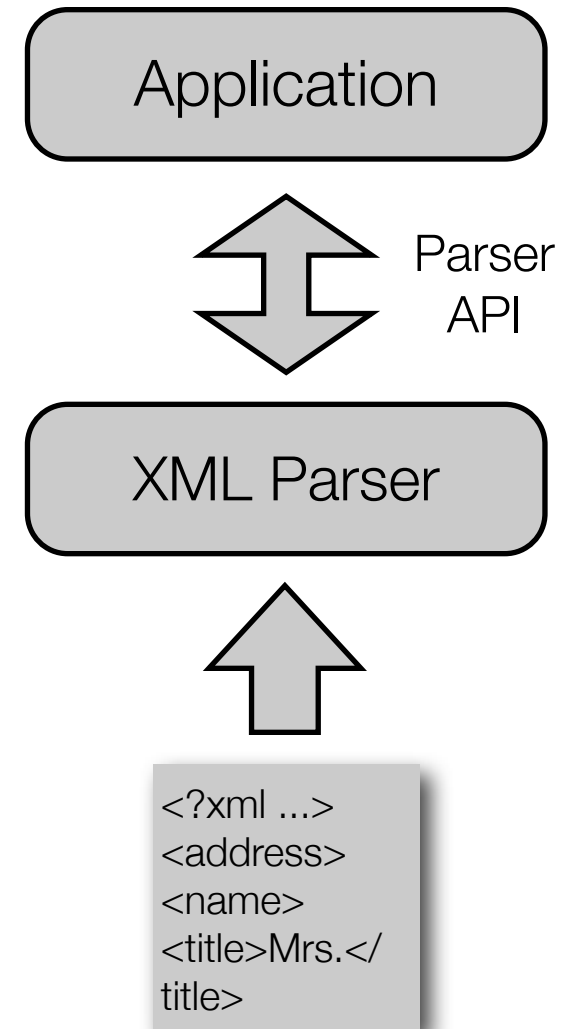 Application
Parser
API
XML Parser
<?xml ...>
<address>
<name>
<title>Mrs.</
title>